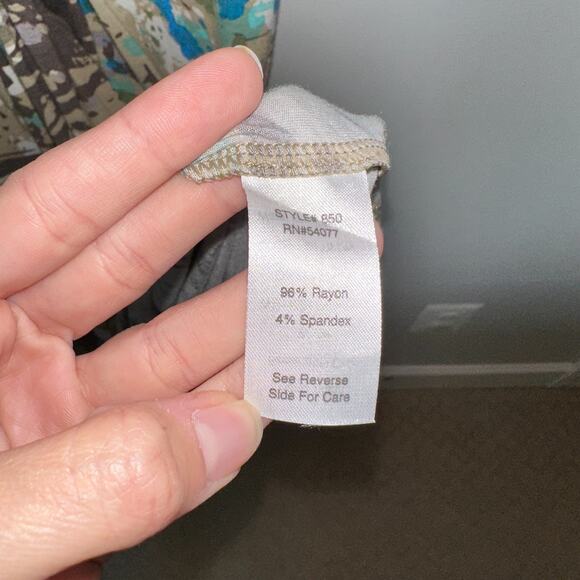 STYLE# 850
RN#54077
96% Rayon
4% Spandex
See Reverse
Side For Care